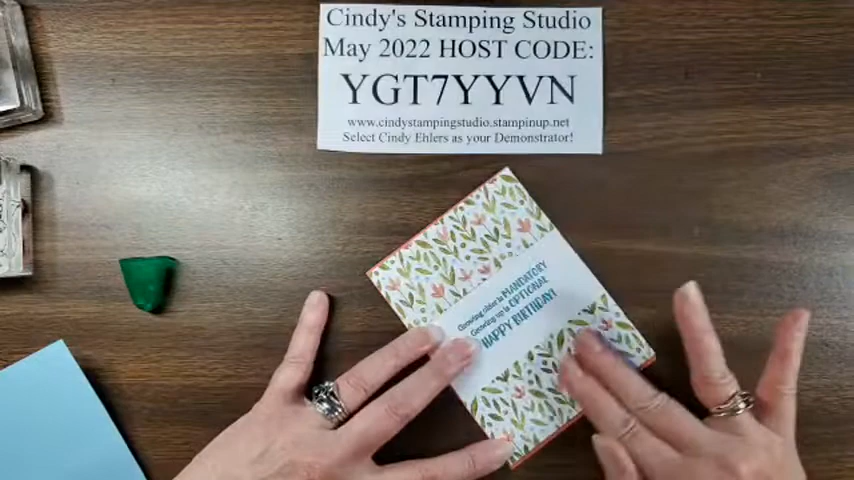 Cindy's Stamping Studio
May 2022 HOST CODE:
YGT7YYVN
www.cindystampingstudio.stampinup.net
Select Cindy Ehlers as your Demonstrator!
Growing older is MANDATORY
Growing up is OPTIONAL
HAPPY BIRTHDAY!